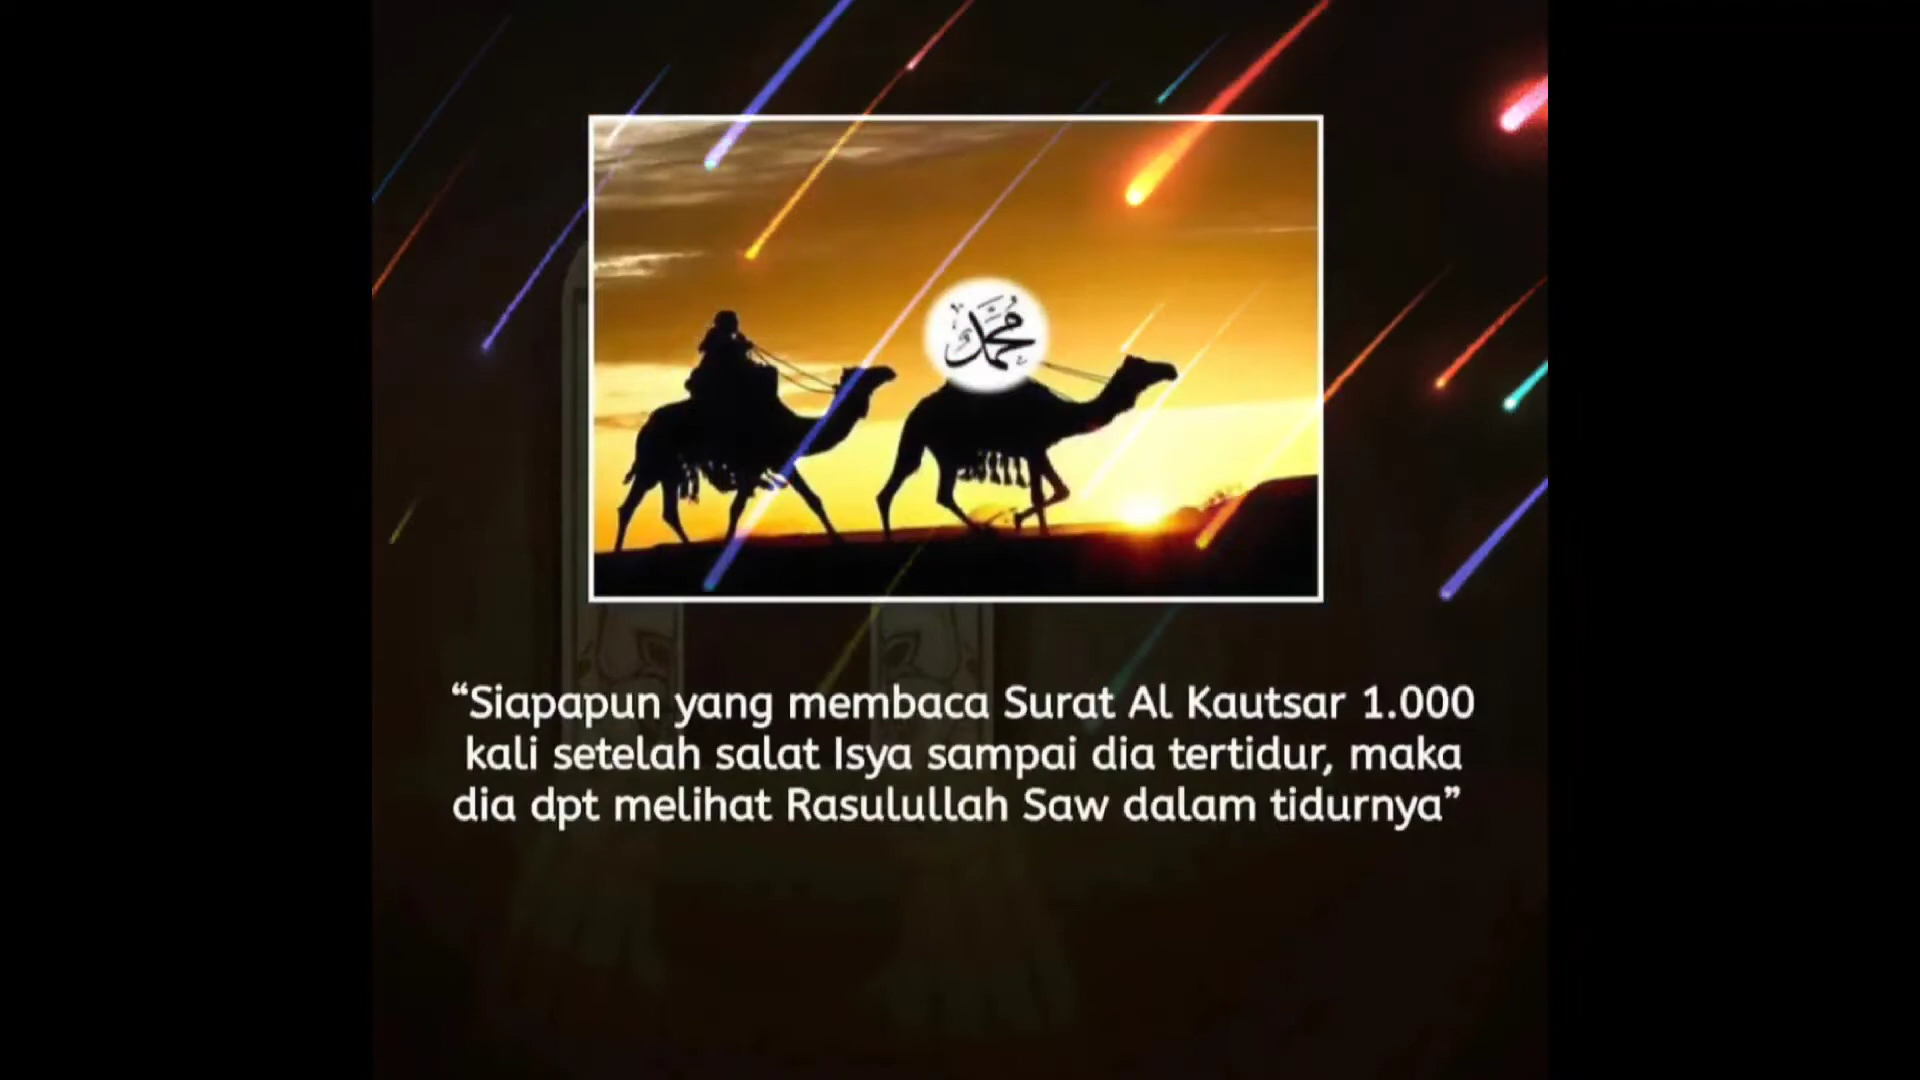 مُحَمَّد
“Siapapun yang membaca Surat Al Kautsar 1.000
kali setelah salat Isya sampai dia tertidur, maka
dia dpt melihat Rasulullah Saw dalam tidurnya”